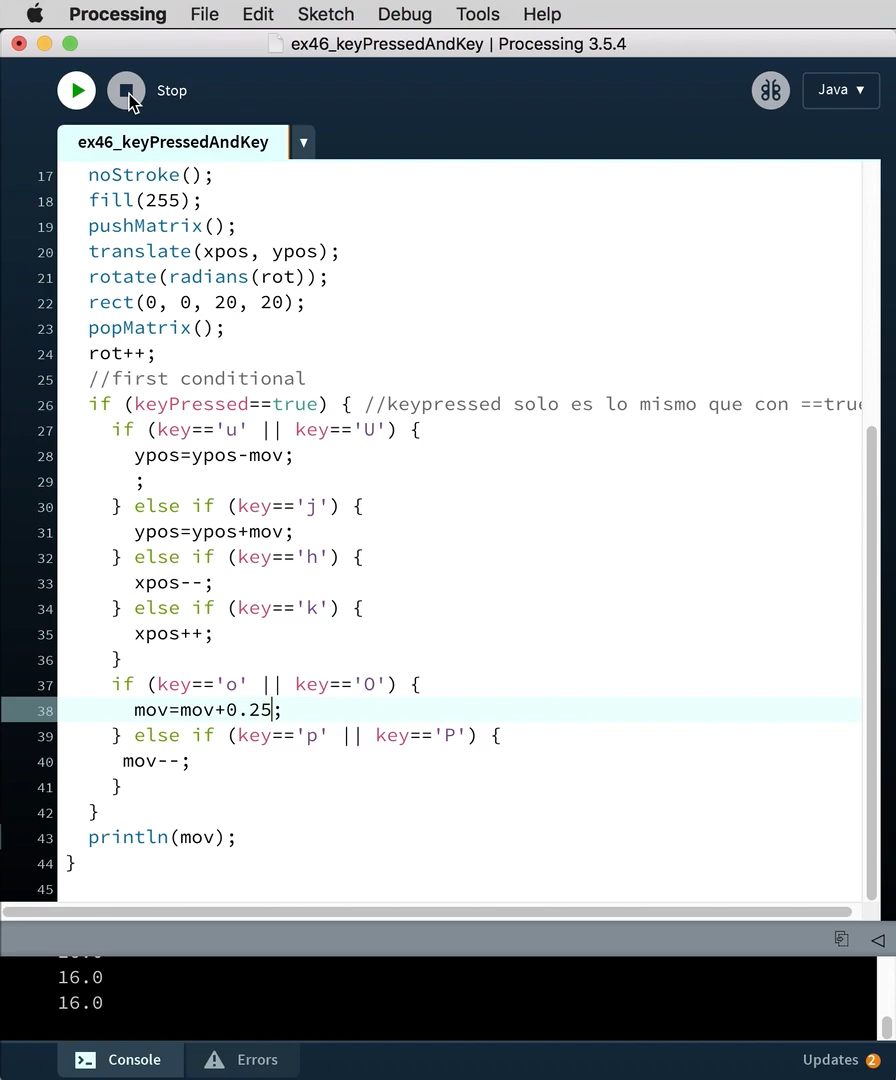 Processing File Edit Sketch Debug Tools Help
ex46_keyPressedAndKey | Processing 3.5.4
Stop
Java ▼
ex46_keyPressedAndKey ▼
17 noStroke();
18 fill(255);
19 pushMatrix();
20 translate(xpos, ypos);
21 rotate(radians(rot));
22 rect(0, 0, 20, 20);
23 popMatrix();
24 rot++;
25 //first conditional
26 if (keyPressed==true) { //keypressed solo es lo mismo que con ==true
27 if (key=='u' || key=='U') {
28 ypos=ypos-mov;
29 ;
30 } else if (key=='j') {
31 ypos=ypos+mov;
32 } else if (key=='h') {
33 xpos--;
34 } else if (key=='k') {
35 xpos++;
36 }
37 if (key=='o' || key=='O') {
38 mov=mov+0.25;
39 } else if (key=='p' || key=='P') {
40 mov--;
41 }
42 }
43 println(mov);
44 }
45
16.0
16.0
Console Errors Updates 2